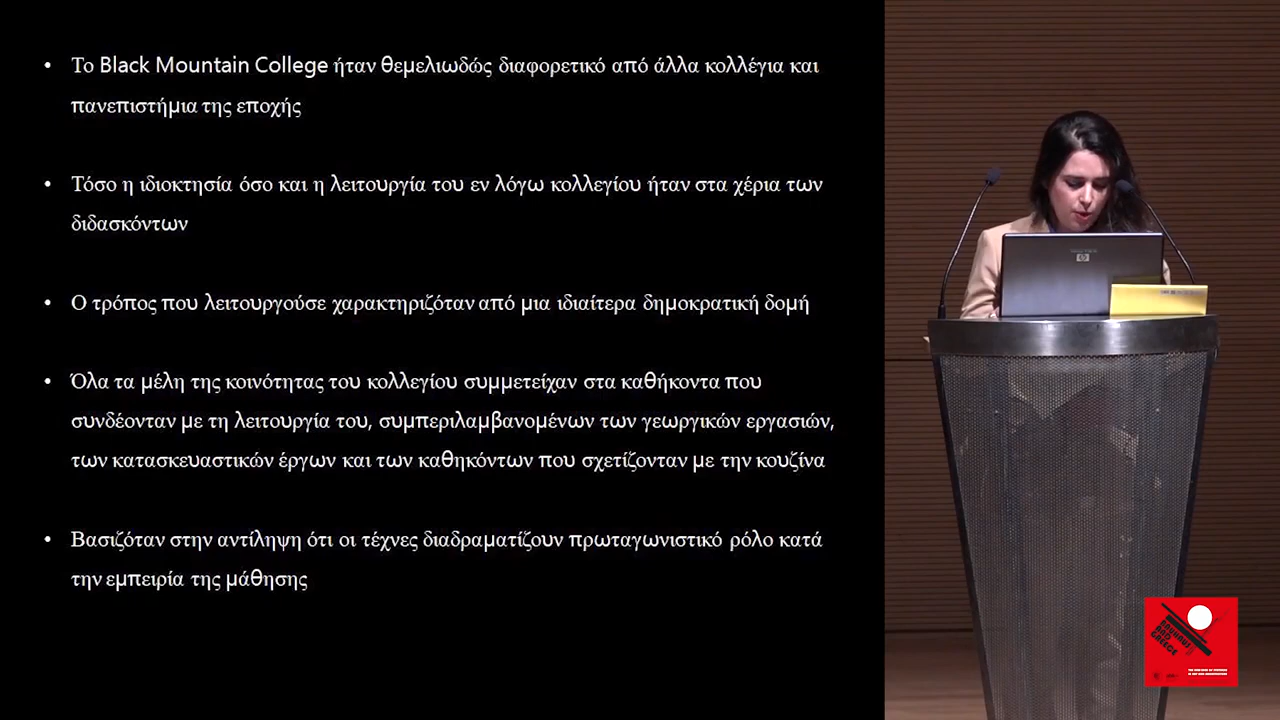 • Το Black Mountain College ήταν θεμελιωδώς διαφορετικό από άλλα κολλέγια και
πανεπιστήμια της εποχής
• Τόσο η ιδιοκτησία όσο και η λειτουργία του εν λόγω κολλεγίου ήταν στα χέρια των
διδασκόντων
• Ο τρόπος που λειτουργούσε χαρακτηριζόταν από μια ιδιαίτερα δημοκρατική δομή
• Όλα τα μέλη της κοινότητας του κολλεγίου συμμετείχαν στα καθήκοντα που
συνδέονταν με τη λειτουργία του, συμπεριλαμβανομένων των γεωργικών εργασιών,
των κατασκευαστικών έργων και των καθηκόντων που σχετίζονταν με την κουζίνα
• Βασιζόταν στην αντίληψη ότι οι τέχνες διαδραματίζουν πρωταγωνιστικό ρόλο κατά
την εμπειρία της μάθησης
hp
BAUHAUS
AND
GREECE